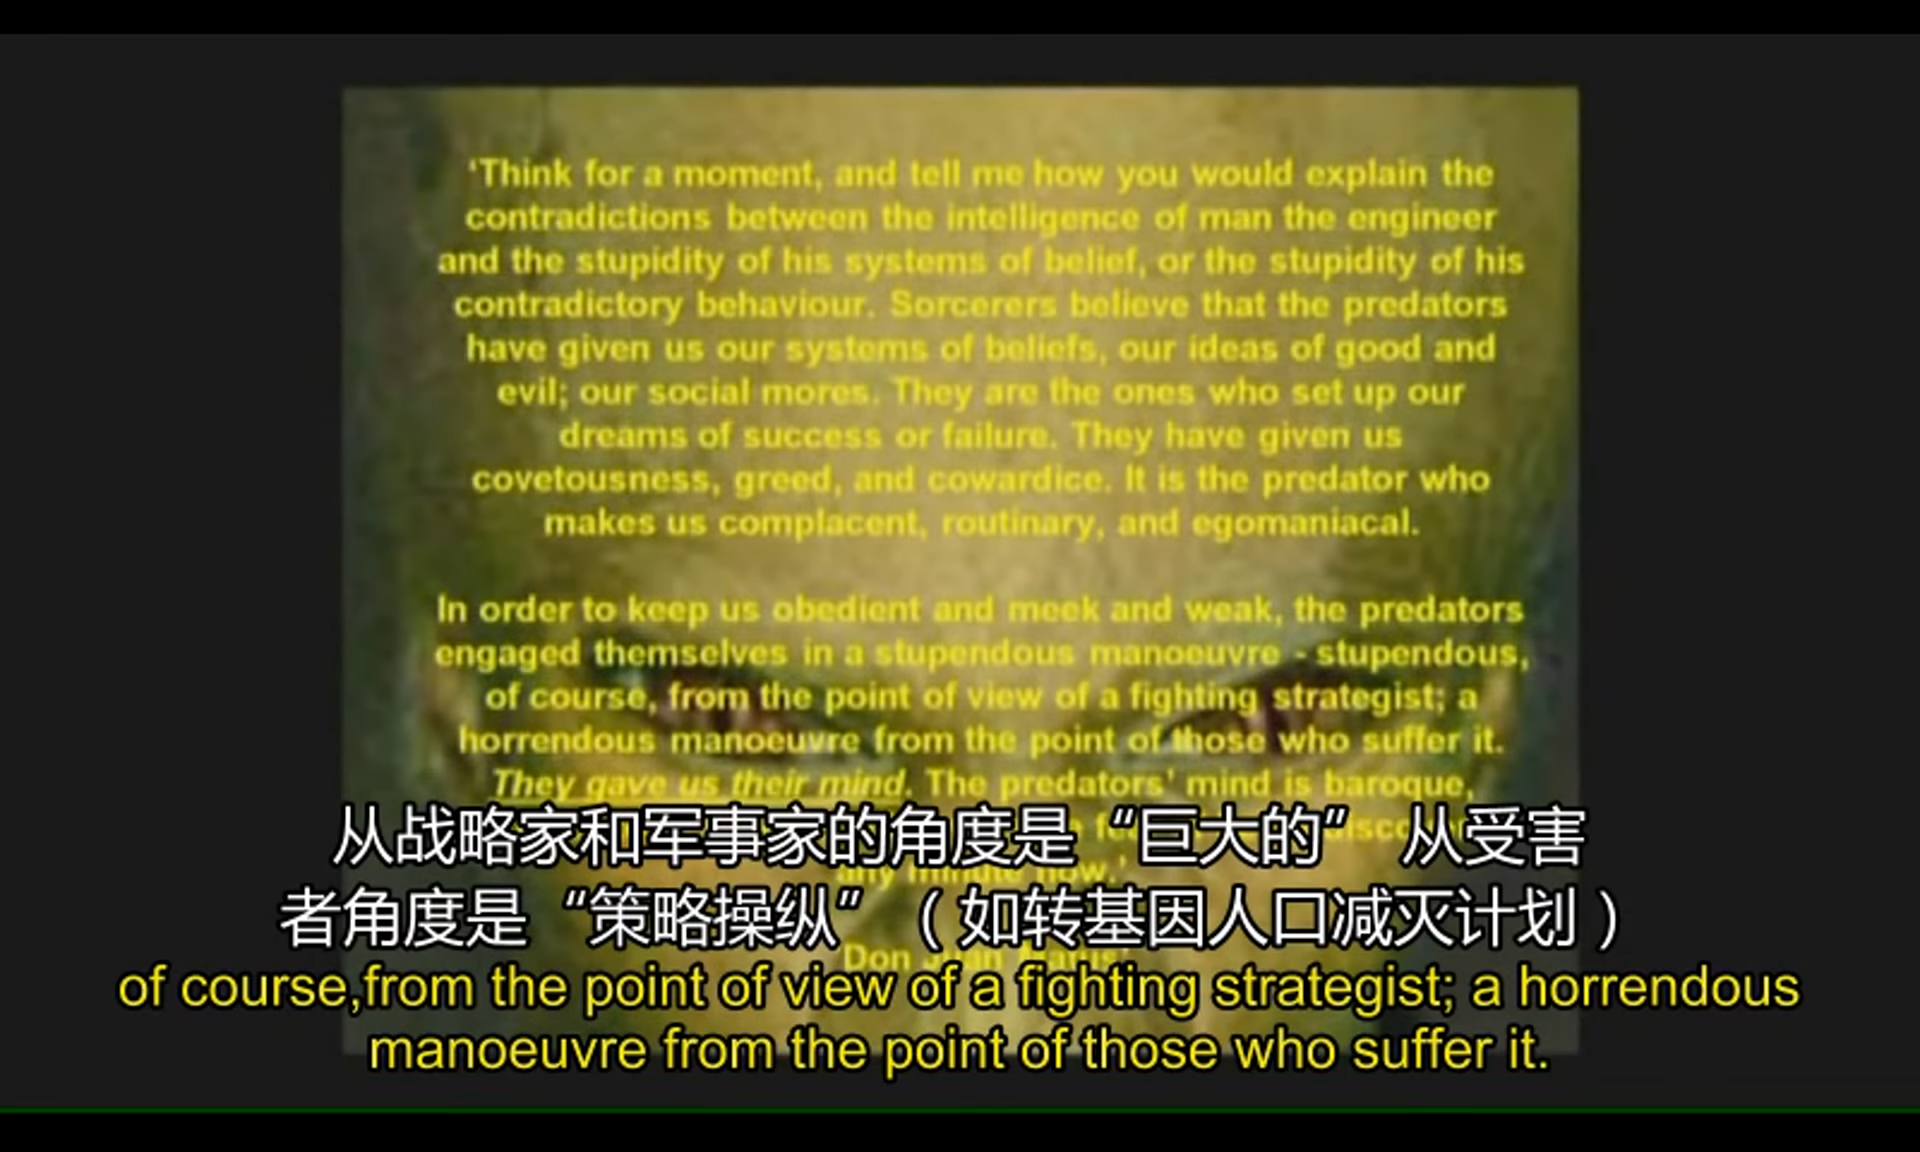 ‘Think for a moment, and tell me how you would explain the
contradictions between the intelligence of man the engineer
and the stupidity of his systems of belief, or the stupidity of his
contradictory behaviour. Sorcerers believe that the predators
have given us our systems of beliefs, our ideas of good and
evil; our social mores. They are the ones who set up our
dreams of success or failure. They have given us
covetousness, greed, and cowardice. It is the predator who
makes us complacent, routinary, and egomaniacal.
In order to keep us obedient and meek and weak, the predators
engaged themselves in a stupendous manoeuvre - stupendous,
of course, from the point of view of a fighting strategist; a
horrendous manoeuvre from the point of those who suffer it.
They gave us their mind. The predators' mind is baroque,
any minute now.'
Don Juan
从战略家和军事家的角度是“巨大的” 从受害
者角度是“策略操纵”（如转基因人口减灭计划）
of course,from the point of view of a fighting strategist; a horrendous
manoeuvre from the point of those who suffer it.